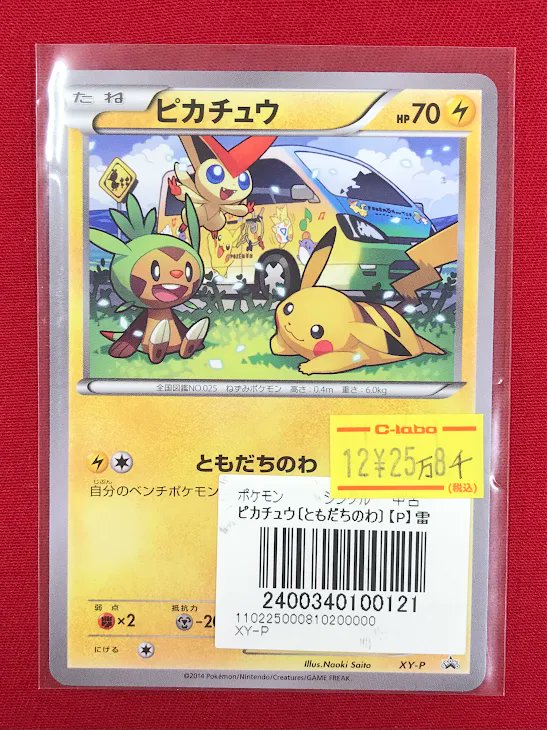 たね ピカチュウ HP70
全国図鑑NO.025 ねずみポケモン 高さ:0.4m 重さ:6.0kg
ともだちのわ
C-labo
12¥25万8千
(税込)
じぶん
自分のベンチポケモン
ポケモン シングル 中古
ピカチュウ〔ともだちのわ〕【P】雷
2400340100121
110225000810200000
XY-P
弱点 抵抗力
×2 -20
にげる
Illus.Naoki Saito XY-P
©2014 Pokémon/Nintendo/Creatures/GAME FREAK.